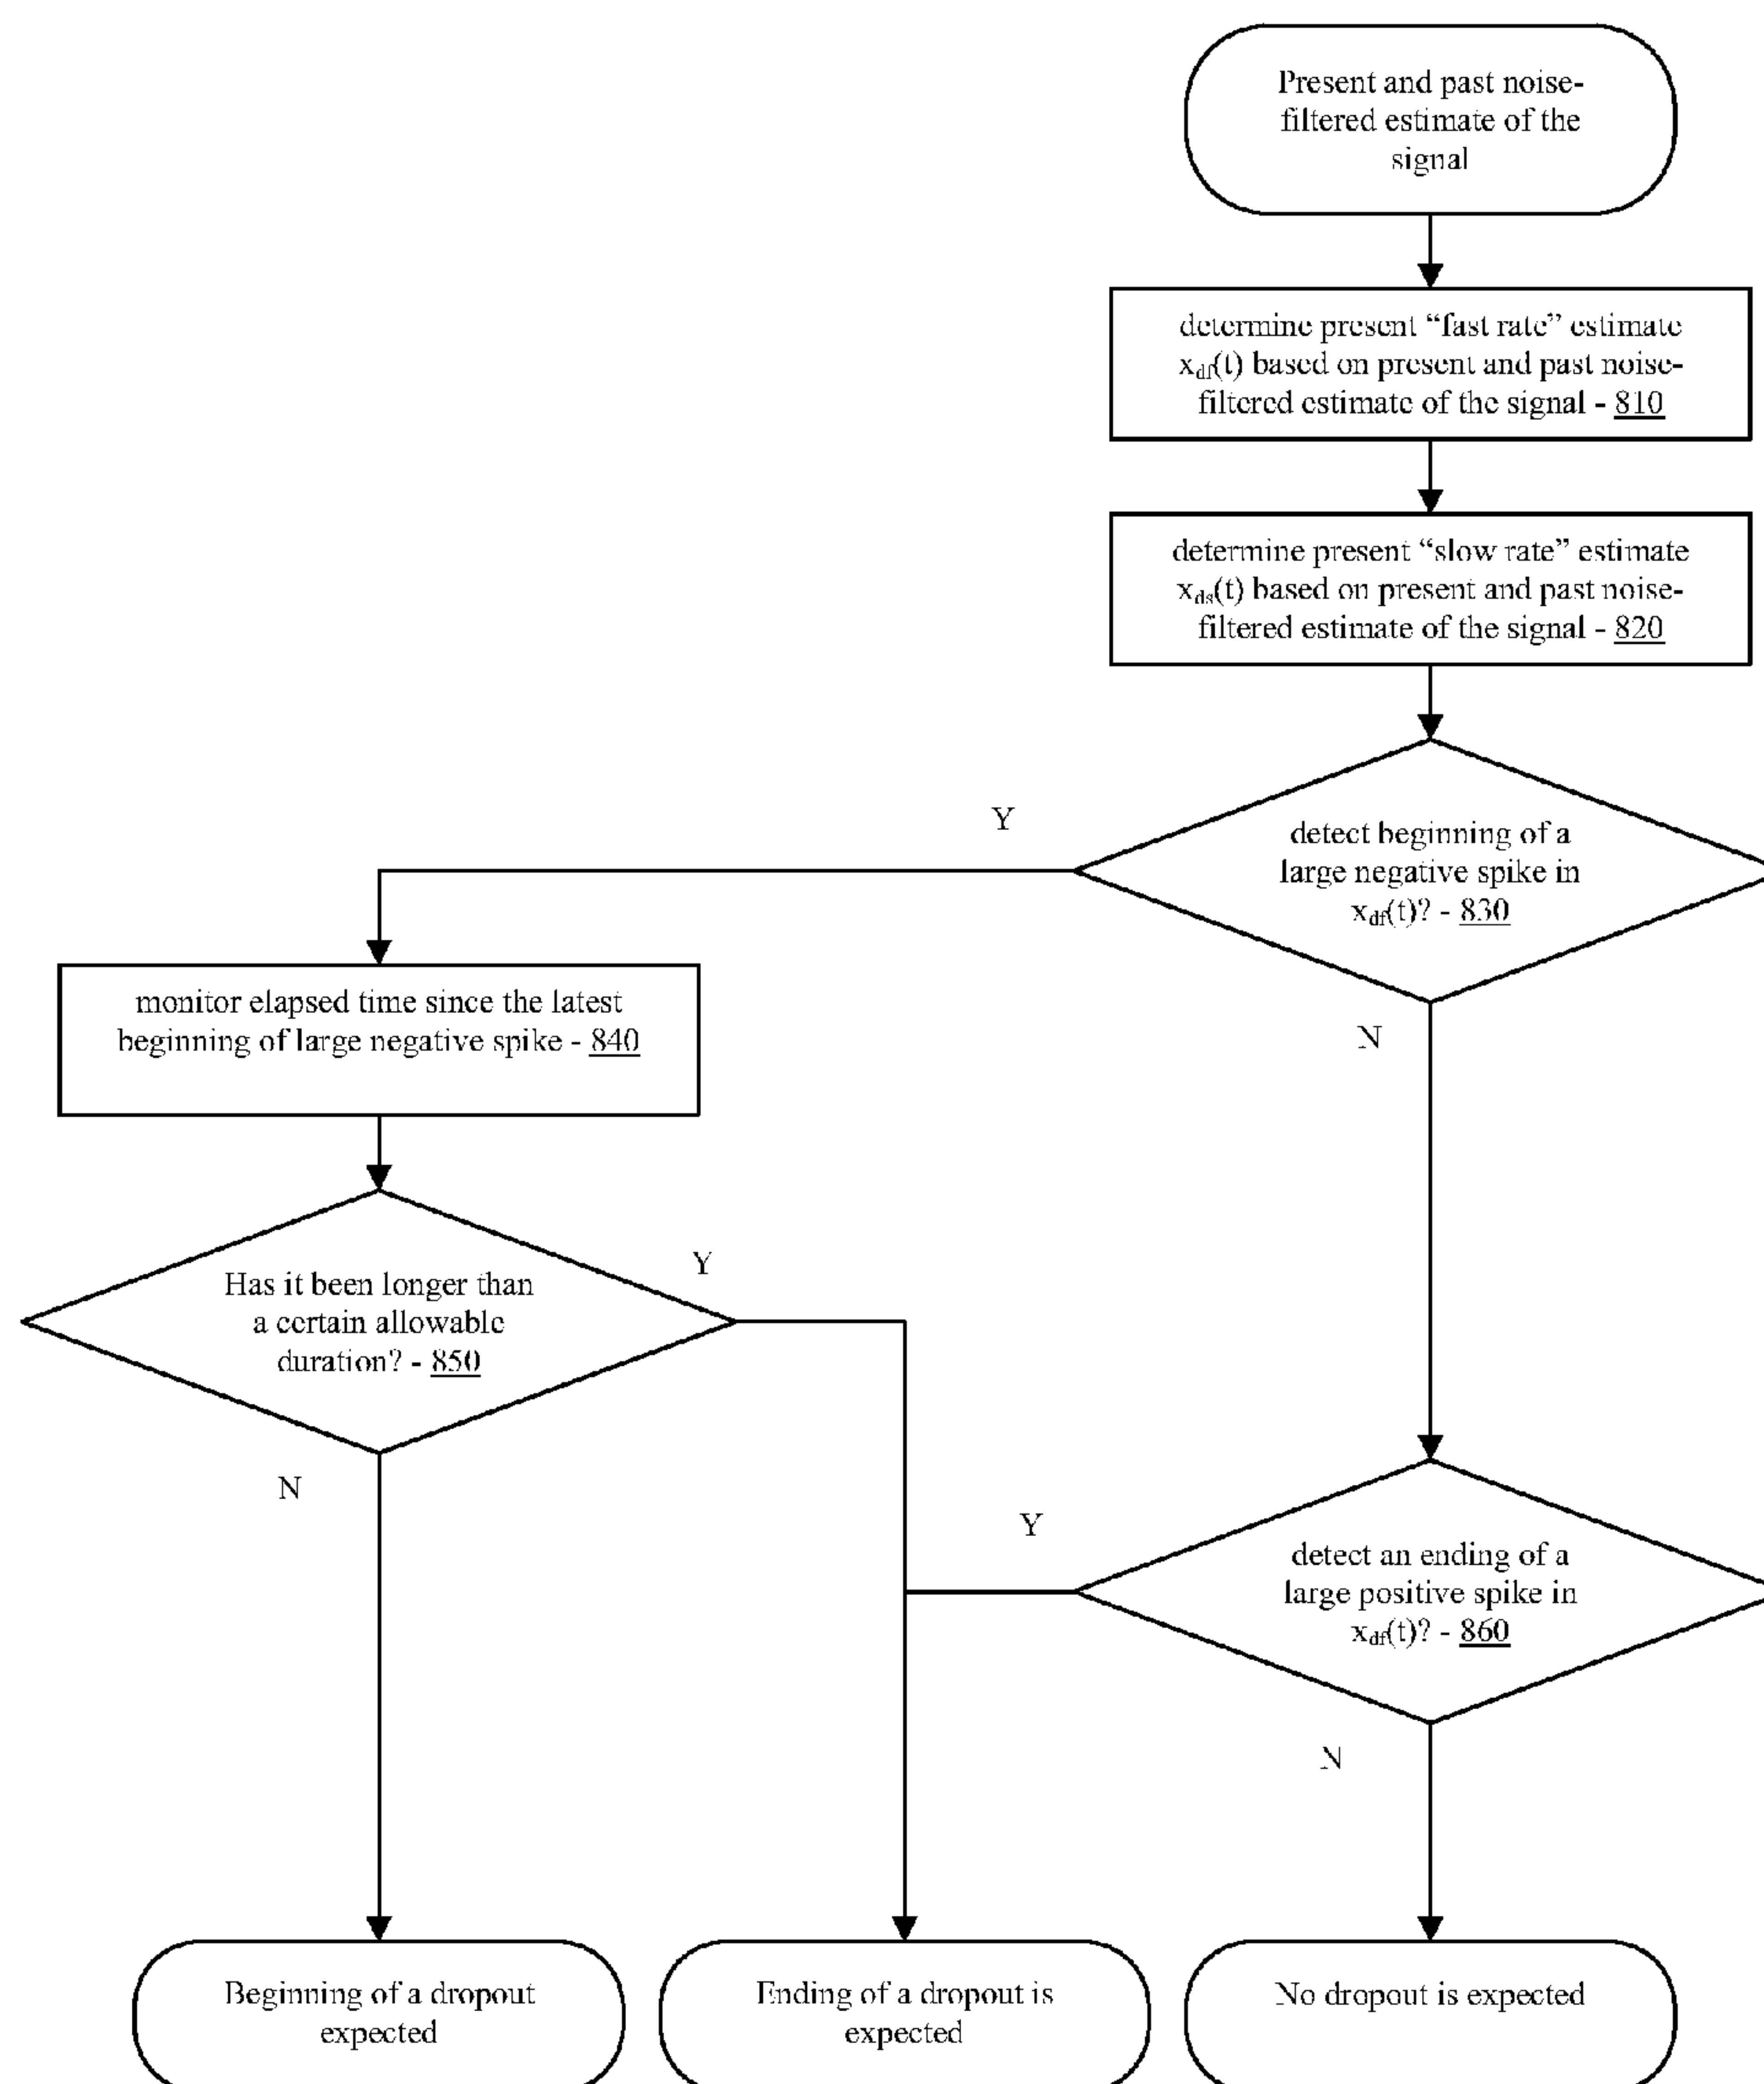 Present and past noise-
filtered estimate of the
signal
determine present “fast rate” estimate
xdf(t) based on present and past noise-
filtered estimate of the signal - 810
determine present “slow rate” estimate
xds(t) based on present and past noise-
filtered estimate of the signal - 820
Y
detect beginning of a
large negative spike in
xdf(t)? - 830
monitor elapsed time since the latest
beginning of large negative spike - 840
N
Y
Has it been longer than
a certain allowable
duration? - 850
N
Y
detect an ending of a
large positive spike in
xdf(t)? - 860
N
Beginning of a dropout
expected
Ending of a dropout is
expected
No dropout is expected